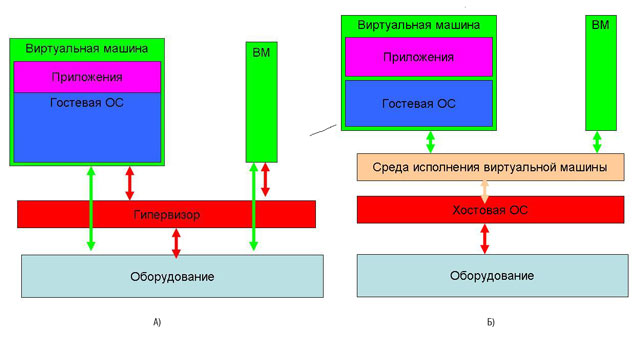 Виртуальная машина
Приложения
Гостевая ОС
ВМ
Гипервизор
Оборудование
А)
Виртуальная машина
Приложения
Гостевая ОС
ВМ
Среда исполнения виртуальной машины
Хостовая ОС
Оборудование
Б)